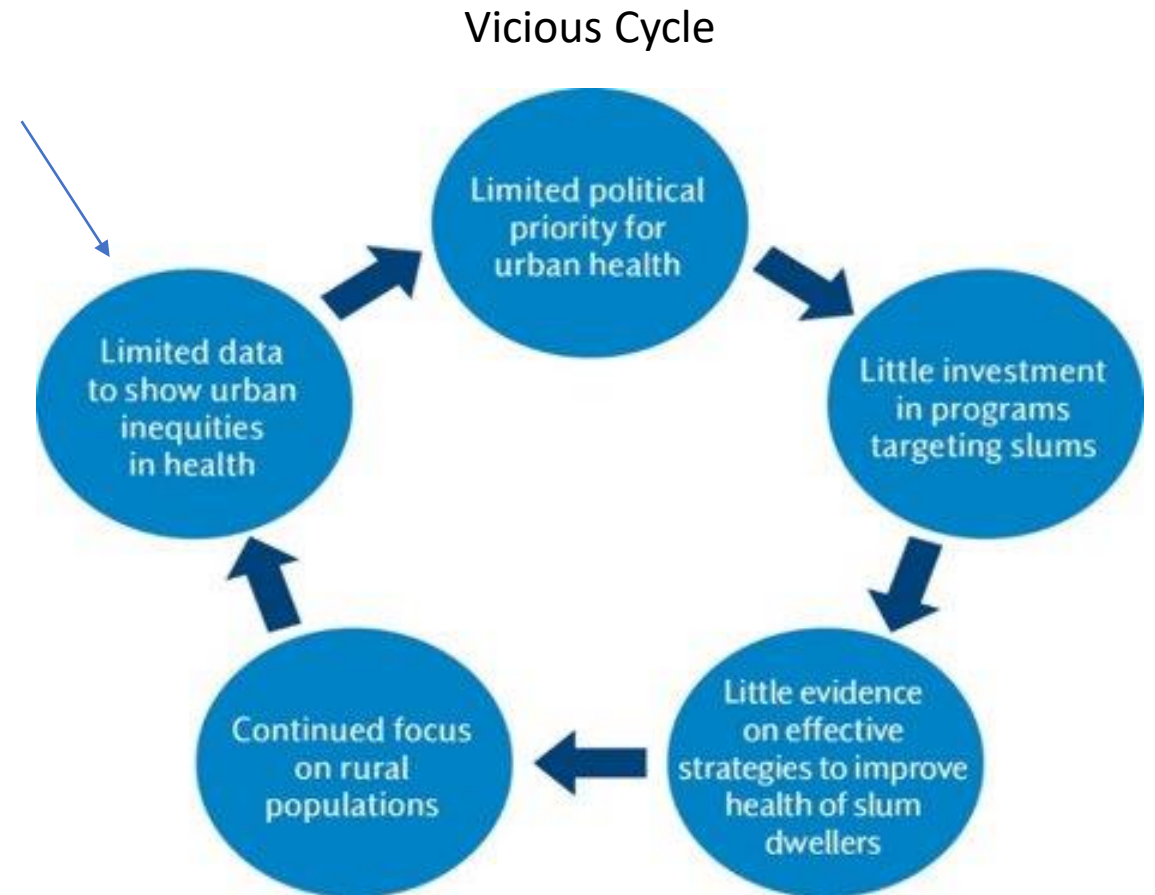 Vicious Cycle
Limited political
priority for
urban health
Little investment
in programs
targeting slums
Little evidence
on effective
strategies to improve
health of slum
dwellers
Continued focus
on rural
populations
Limited data
to show urban
inequities
in health